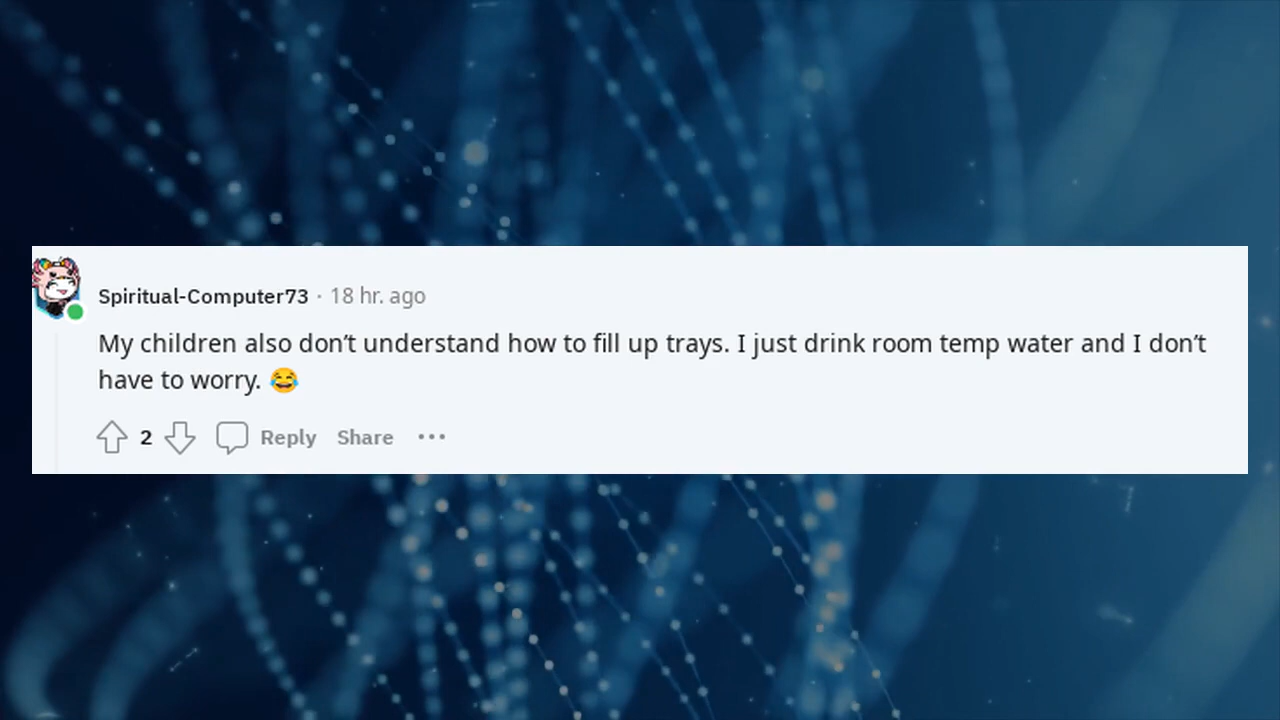 Spiritual-Computer73 · 18 hr. ago
My children also don’t understand how to fill up trays. I just drink room temp water and I don’t
have to worry. 😂
2 Reply Share •••